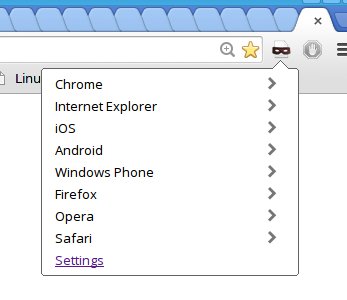 Linu
Chrome
Internet Explorer
iOS
Android
Windows Phone
Firefox
Opera
Safari
Settings